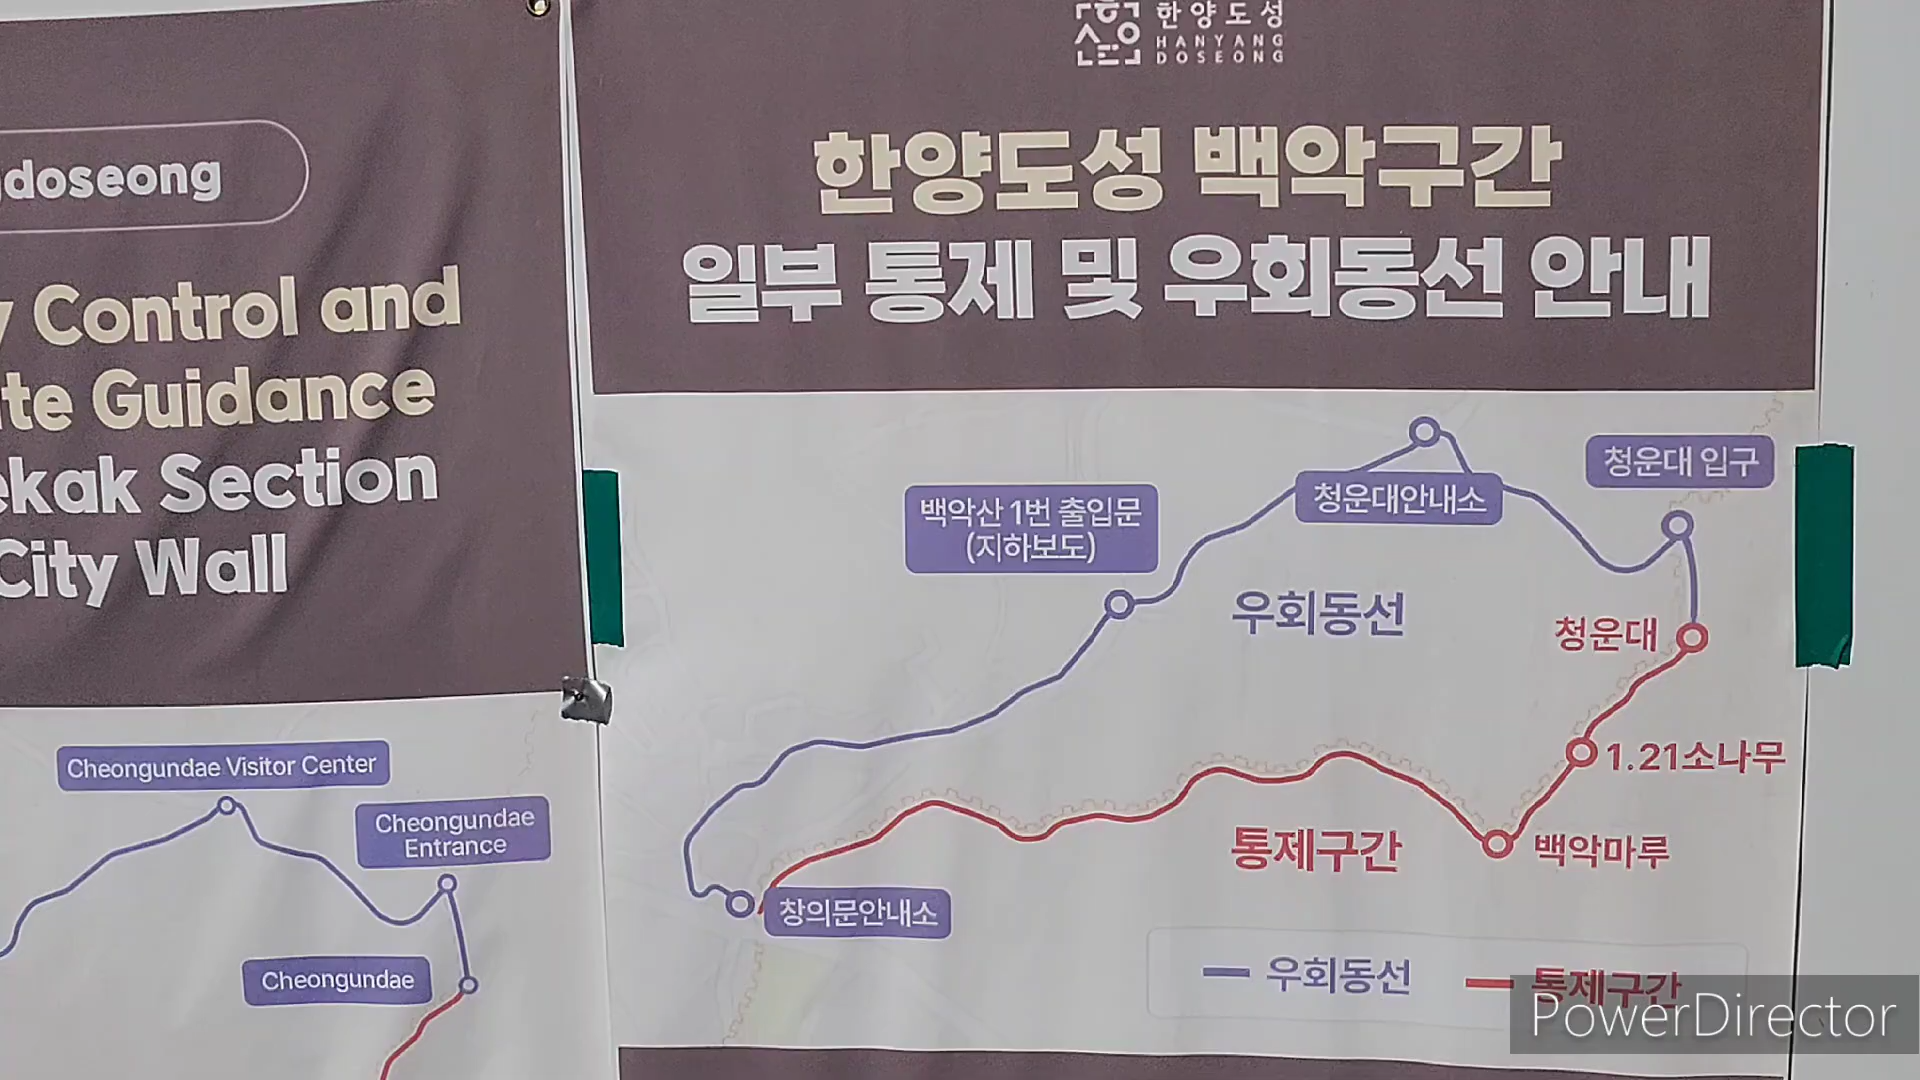 doseong
Control and
te Guidance
ekak Section
City Wall
Cheongundae Visitor Center
Cheongundae
Entrance
Cheongundae
한양도성
HANYANG
DOSEONG
한양도성 백악구간
일부 통제 및 우회동선 안내
청운대 입구
청운대안내소
백악산 1번 출입문
(지하보도)
우회동선
청운대
1.21소나무
통제구간
백악마루
창의문안내소
우회동선
통제구간
PowerDirector